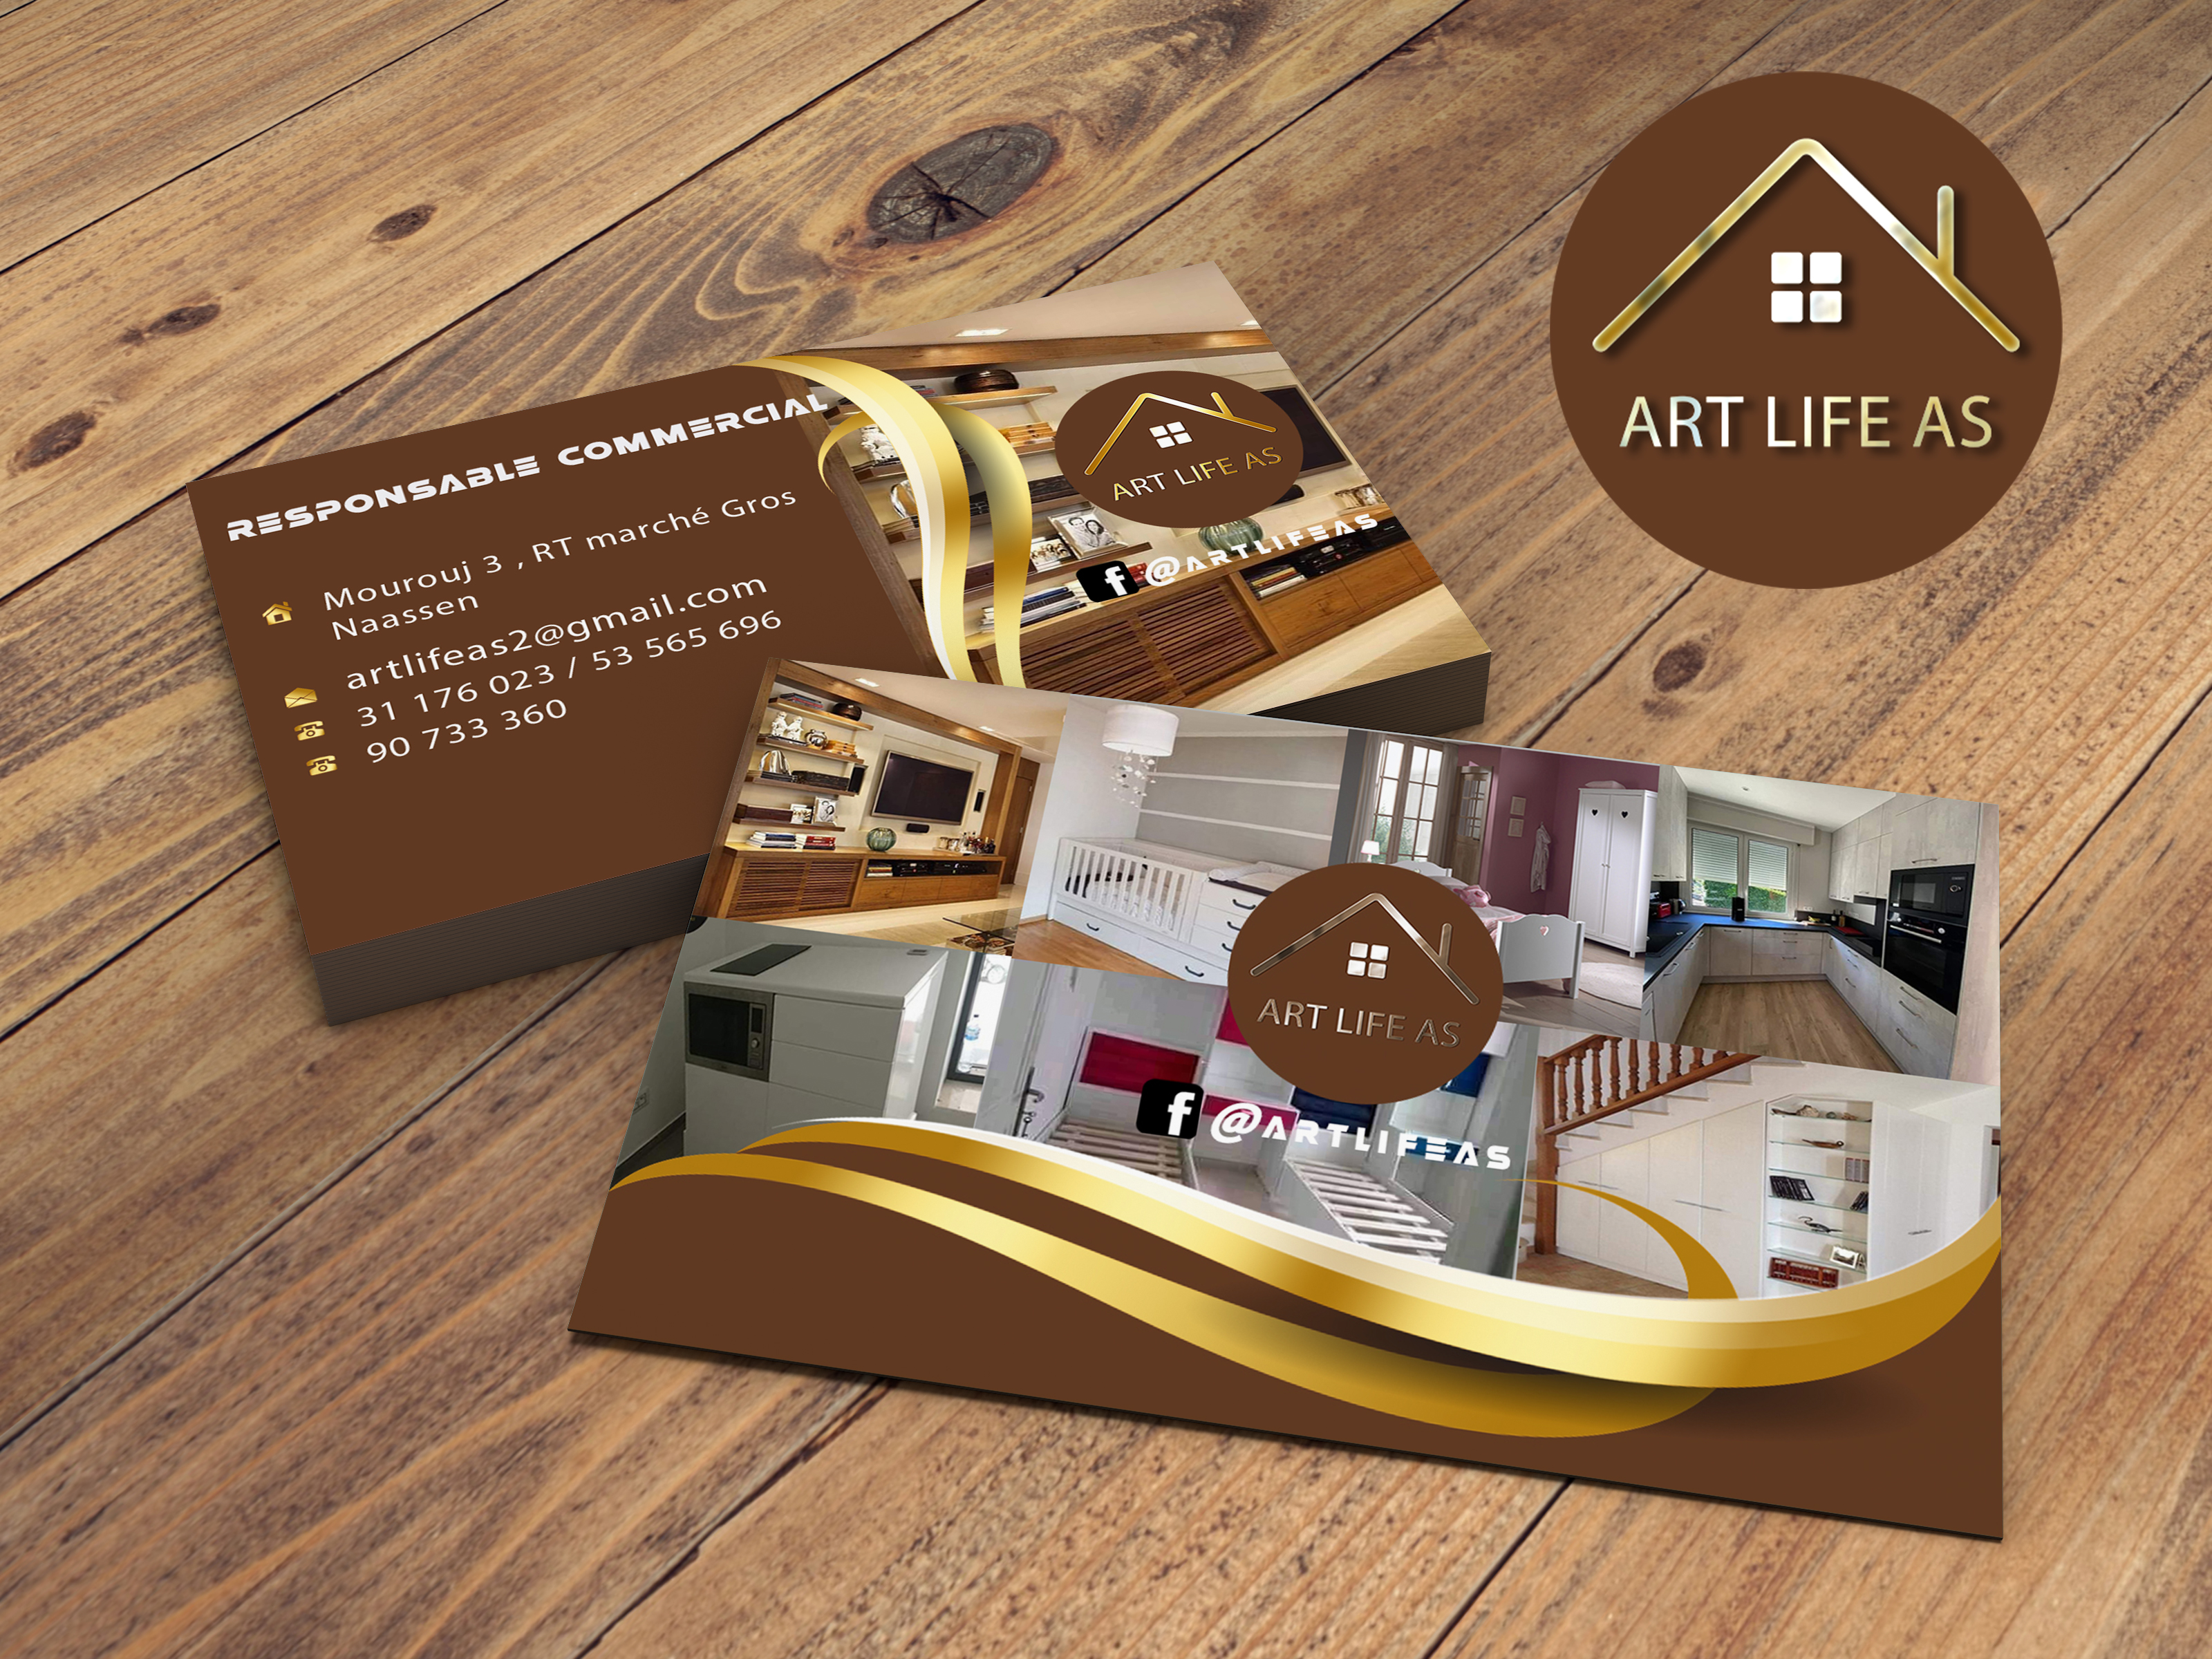 ART LIFE AS
RESPONSABLE COMMERCIAL
Mourouj 3 , RT marché Gros
Naassen
artlifeas2@gmail.com
31 176 023 / 53 565 696
90 733 360
ART LIFE AS
f @ARTLIFEAS
ART LIFE AS
f @ARTLIFEAS